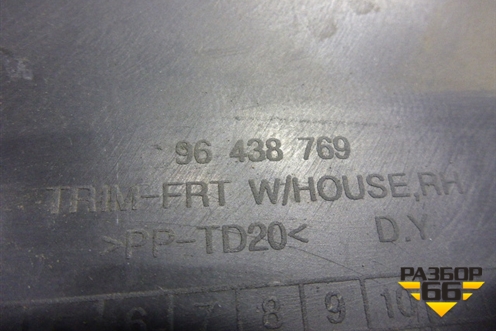 96 438 769
TRIM-FRT W/HOUSE,RH
>PP-TD20< D.Y.
6 7 8 9 10
РАЗБОР
66